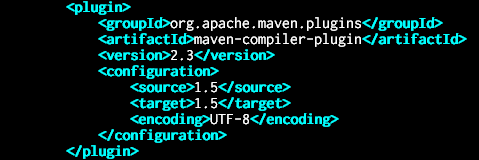 <plugin>
<groupId>org.apache.maven.plugins</groupId>
<artifactId>maven-compiler-plugin</artifactId>
<version>2.3</version>
<configuration>
<source>1.5</source>
<target>1.5</target>
<encoding>UTF-8</encoding>
</configuration>
</plugin>